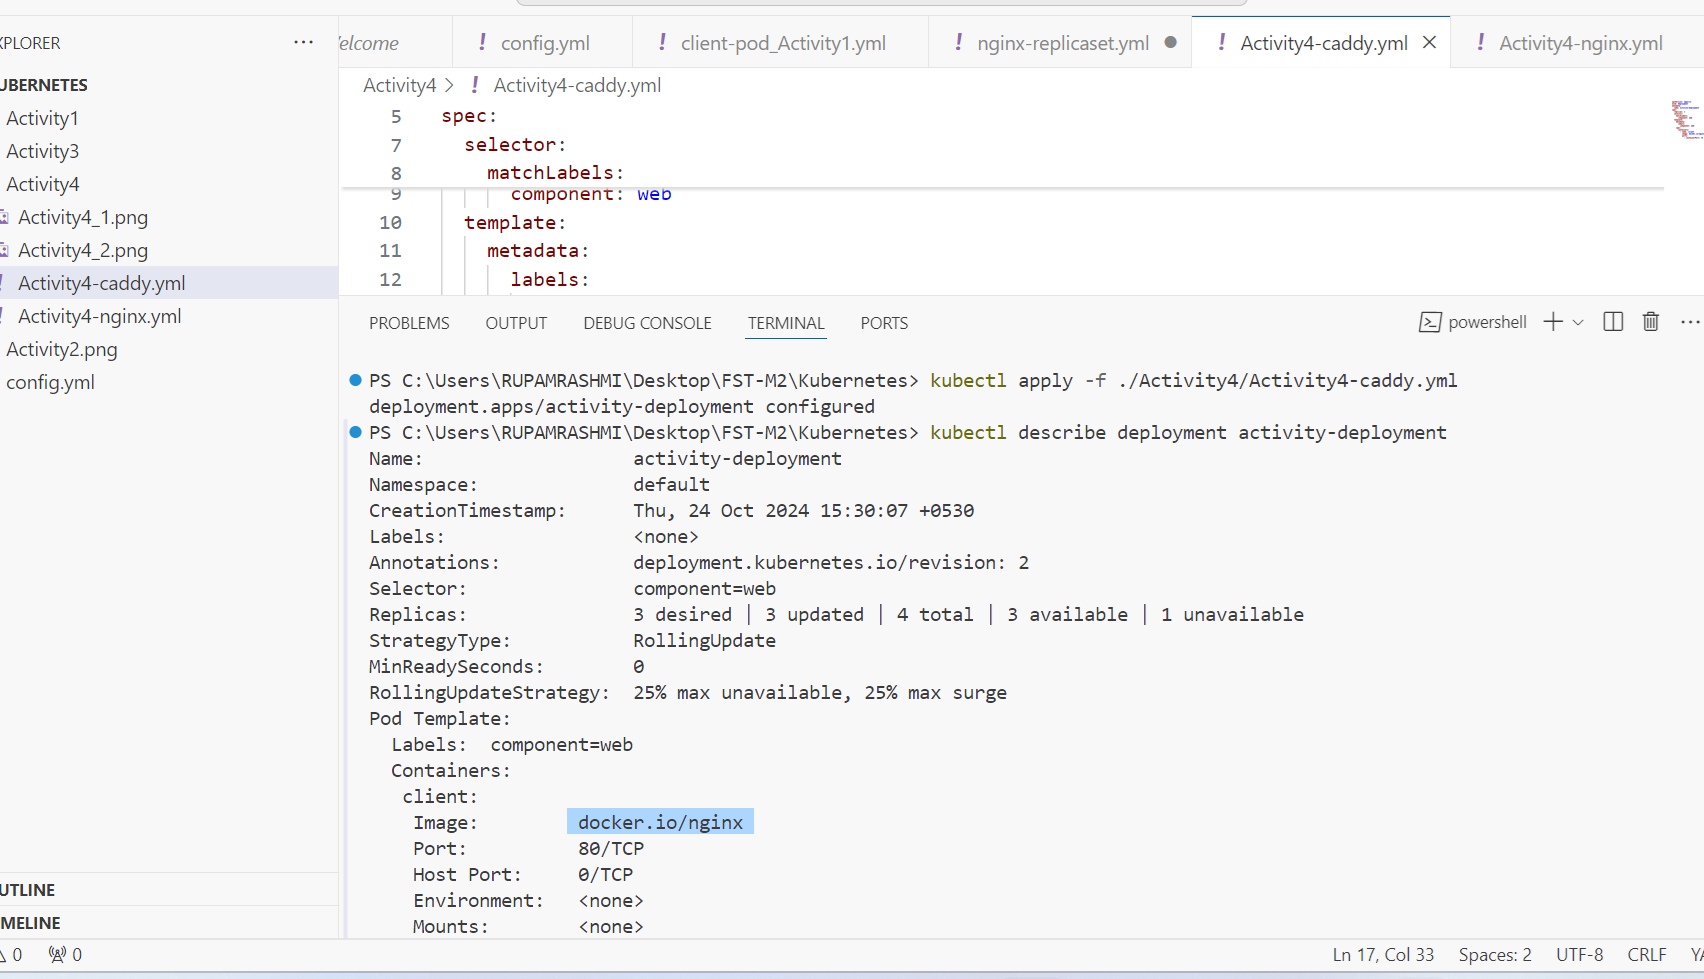 XPLORER
...
elcome
! config.yml
! client-pod_Activity1.yml
! nginx-replicaset.yml ●
! Activity4-caddy.yml ×
! Activity4-nginx.yml
UBERNETES
Activity1
Activity3
Activity4
Activity4_1.png
Activity4_2.png
! Activity4-caddy.yml
! Activity4-nginx.yml
Activity2.png
config.yml
UTLINE
MELINE
Activity4 > ! Activity4-caddy.yml
5 spec:
7 selector:
8 matchLabels:
9 component: web
10 template:
11 metadata:
12 labels:
PROBLEMS OUTPUT DEBUG CONSOLE TERMINAL PORTS
powershell
PS C:\Users\RUPAMRASHMI\Desktop\FST-M2\Kubernetes> kubectl apply -f ./Activity4/Activity4-caddy.yml
deployment.apps/activity-deployment configured
PS C:\Users\RUPAMRASHMI\Desktop\FST-M2\Kubernetes> kubectl describe deployment activity-deployment
Name: activity-deployment
Namespace: default
CreationTimestamp: Thu, 24 Oct 2024 15:30:07 +0530
Labels: <none>
Annotations: deployment.kubernetes.io/revision: 2
Selector: component=web
Replicas: 3 desired | 3 updated | 4 total | 3 available | 1 unavailable
StrategyType: RollingUpdate
MinReadySeconds: 0
RollingUpdateStrategy: 25% max unavailable, 25% max surge
Pod Template:
Labels: component=web
Containers:
client:
Image: docker.io/nginx
Port: 80/TCP
Host Port: 0/TCP
Environment: <none>
Mounts: <none>
0 0
Ln 17, Col 33 Spaces: 2 UTF-8 CRLF YA